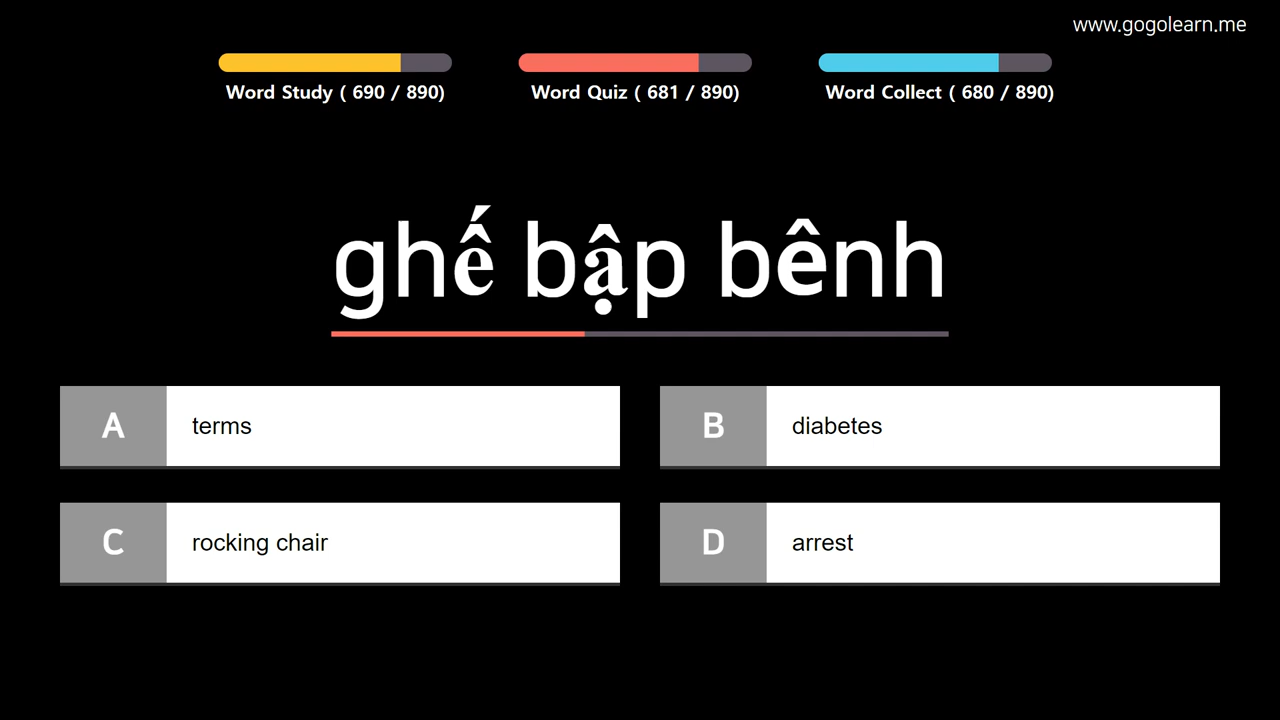 www.gogolearn.me
Word Study ( 690 / 890)
Word Quiz ( 681 / 890)
Word Collect ( 680 / 890)
ghế bập bênh
A terms
B diabetes
C rocking chair
D arrest